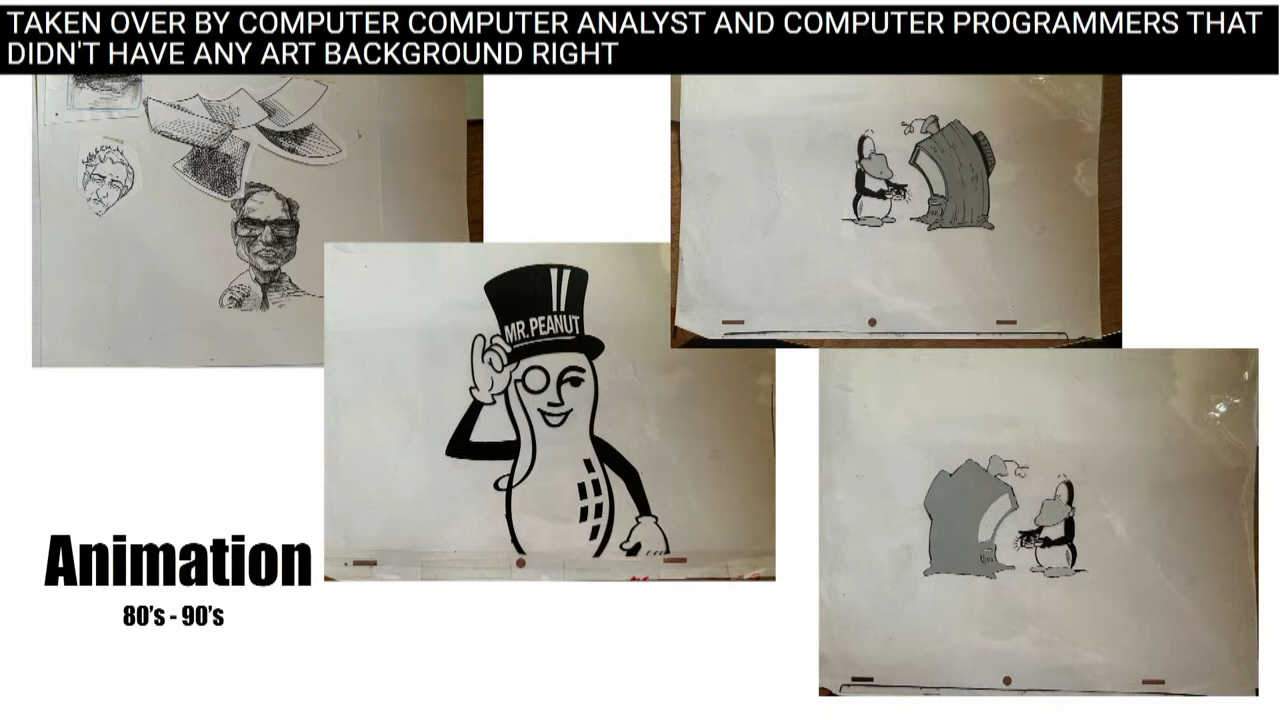 TAKEN OVER BY COMPUTER COMPUTER ANALYST AND COMPUTER PROGRAMMERS THAT
DIDN'T HAVE ANY ART BACKGROUND RIGHT
MR. PEANUT
Animation
80's - 90's